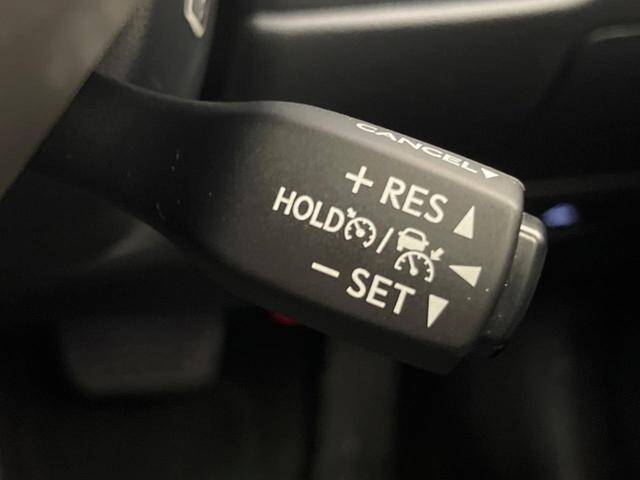 CANCEL▼
+ RES ▲
HOLD / ◀
− SET ▼